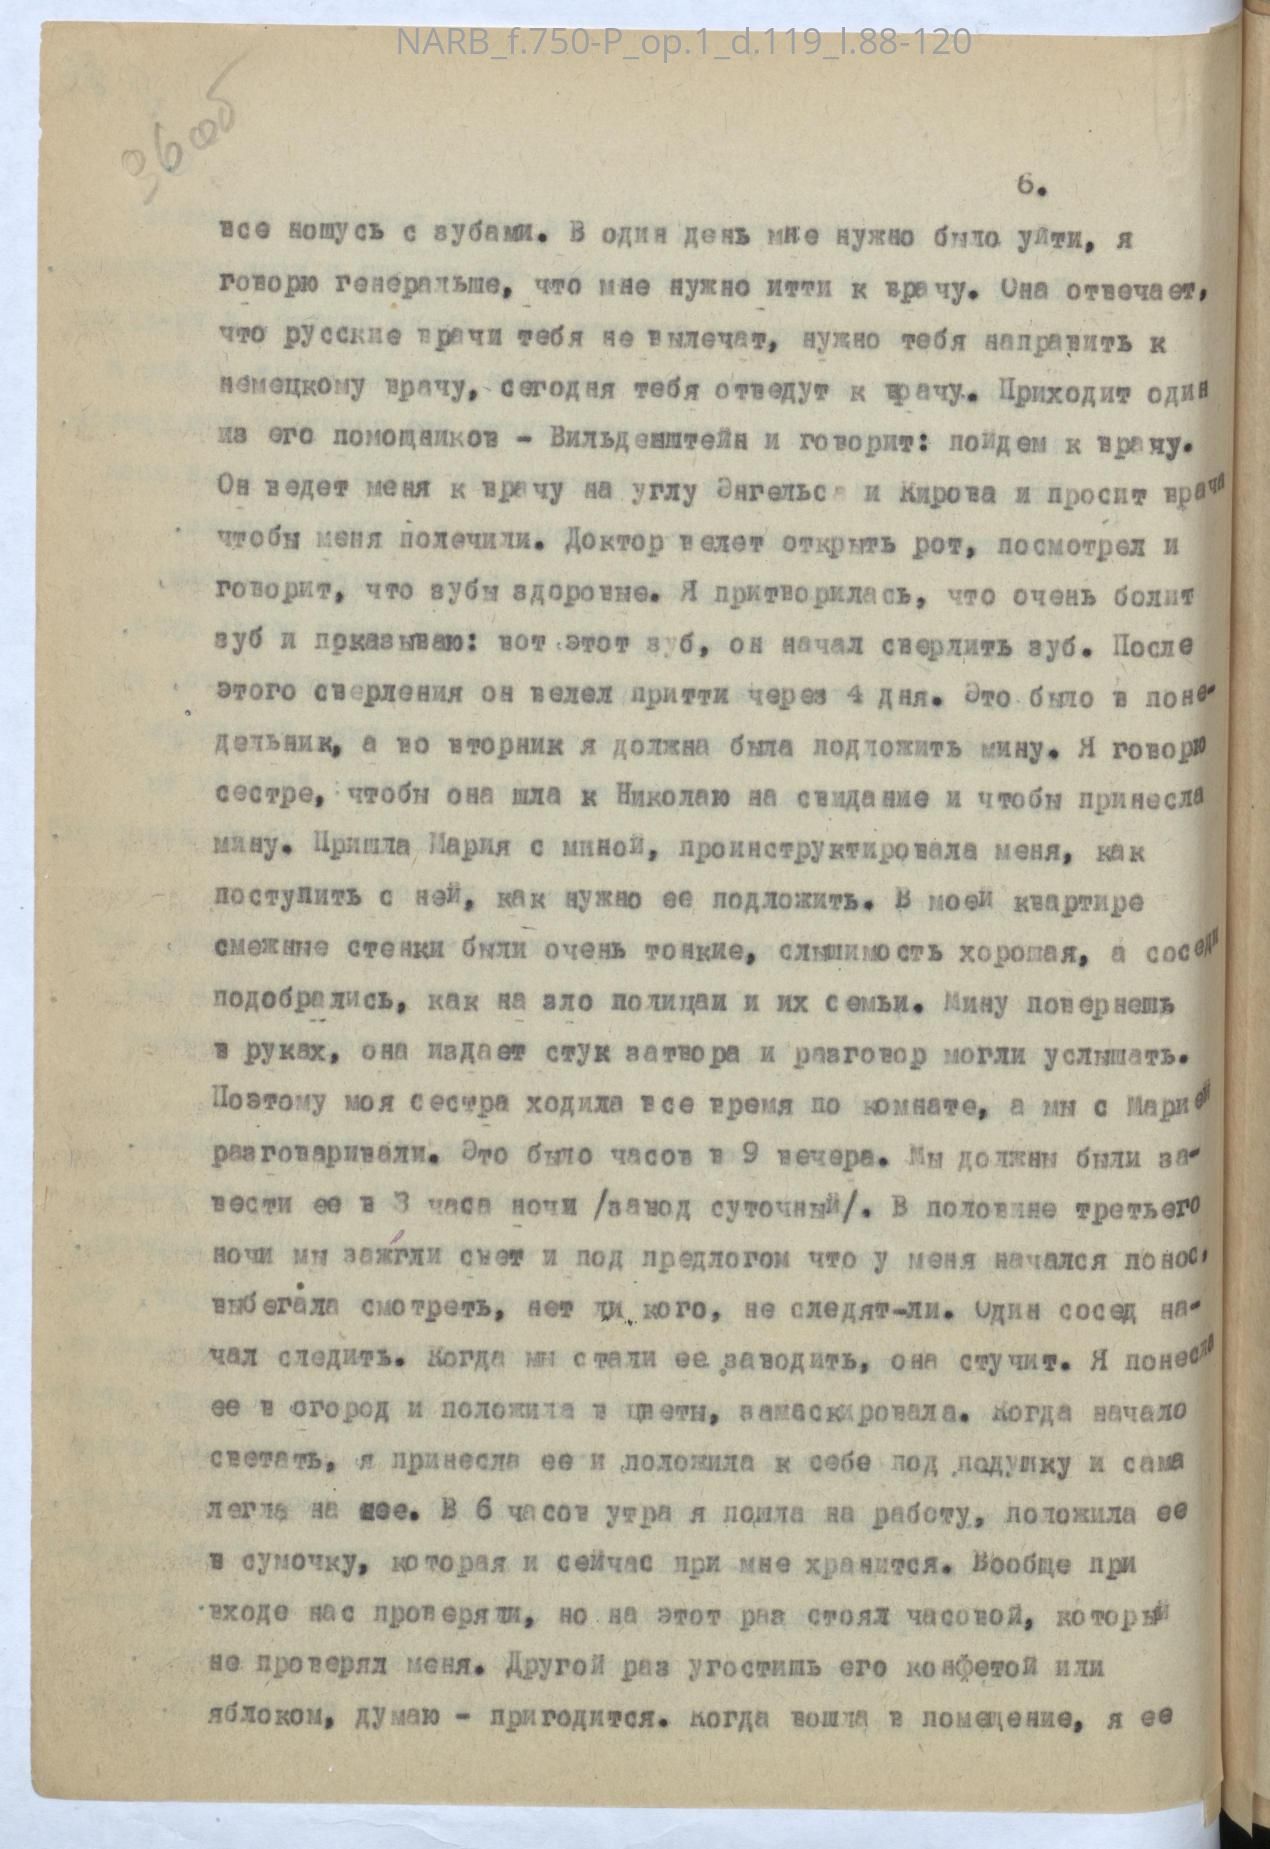 NARB_f.750-P_op.1_d.119_l.88-120
36 об
6.
все ношусь с зубами. В один день мне нужно было уйти, я
говорю генеральше, что мне нужно итти к врачу. Она отвечает,
что русские врачи тебя не вылечат, нужно тебя направить к
немецкому врачу, сегодня тебя отведут к врачу. Приходит один
из его помощников - Вильденштейн и говорит: пойдем к врачу.
Он ведет меня к врачу на углу Энгельса и Кирова и просит врача
чтобы меня полечили. Доктор велет открыть рот, посмотрел и
говорит, что зубы здоровые. Я притворилась, что очень болит
зуб и показываю: вот этот зуб, он начал сверлить зуб. После
этого сверления он велел притти через 4 дня. Это было в поне-
дельник, а во вторник я должна была подложить мину. Я говорю
сестре, чтобы она шла к Николаю на свидание и чтобы принесла
мину. Пришла Мария с миной, проинструктировала меня, как
поступить с ней, как нужно ее подложить. В моей квартире
смежные стенки были очень тонкие, слышимость хорошая, а соседи
подобрались, как на зло полицаи и их семьи. Мину повернешь
в руках, она издает стук затвора и разговор могли услышать.
Поэтому моя сестра ходила все время по комнате, а мы с Марией
разговаривали. Это было часов в 9 вечера. Мы должны были за-
вести ее в 3 часа ночи /завод суточный/. В половине третьего
ночи мы зажгли свет и под предлогом что у меня начался понос,
выбегала смотреть, нет ли кого, не следят-ли. Один сосед на-
чал следить. Когда мы стали ее заводить, она стучит. Я понесла
ее в огород и положила в цветы, замаскировала. Когда начало
светать, я принесла ее и положила к себе под подушку и сама
легла на нее. В 6 часов утра я пошла на работу, положила ее
в сумочку, которая и сейчас при мне хранится. Вообще при
входе нас проверяли, но на этот раз стоял часовой, который
не проверял меня. Другой раз угостишь его конфетой или
яблоком, думаю - пригодится. Когда вошла в помещение, я ее